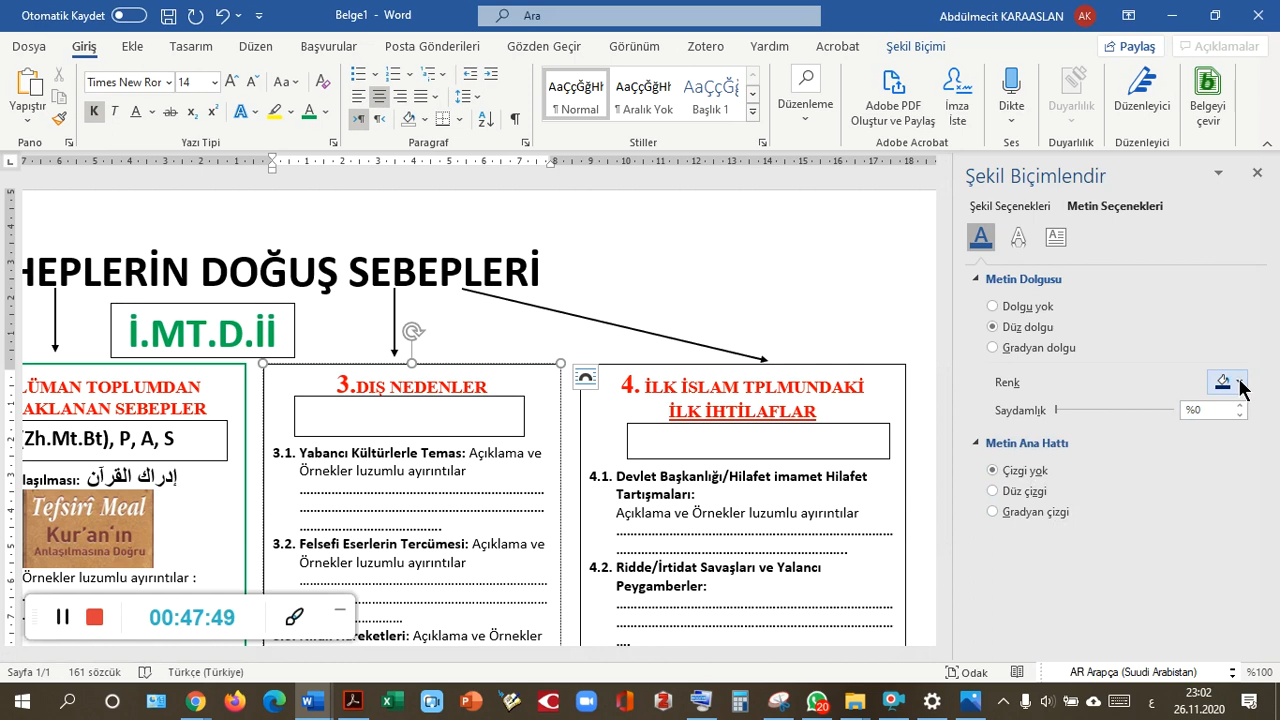 Otomatik Kaydet
Belge1 - Word
Ara
Abdülmecit KARAASLAN
AK
Dosya
Giriş
Ekle
Tasarım
Düzen
Başvurular
Posta Gönderileri
Gözden Geçir
Görünüm
Zotero
Yardım
Acrobat
Şekil Biçimi
Paylaş
Açıklamalar
Yapıştır
Times New Ror
14
AaÇçĞğHł
¶ Normal
AaÇçĞğHł
¶ Aralık Yok
AaÇçĞğ
Başlık 1
Düzenleme
Adobe PDF
Oluştur ve Paylaş
İmza
İste
Dikte
Duyarlılık
Düzenleyici
Belgeyi
çevir
Pano
Yazı Tipi
Paragraf
Stiller
Adobe Acrobat
Ses
Duyarlılık
Düzenleyici
HEPLERİN DOĞUŞ SEBEPLERİ
İ.MT.D.İİ
LÜMAN TOPLUMDAN
AKLANAN SEBEPLER
(Zh.Mt.Bt), P, A, S
laşılması: إدراك القرآن
Tefsirî Meal
Kur'an'ın
Anlaşılmasına Doğru
Örnekler luzumlu ayırıntılar :
3.DIŞ NEDENLER
3.1. Yabancı Kültürlerle Temas: Açıklama ve
Örnekler luzumlu ayırıntılar
3.2. Felsefi Eserlerin Tercümesi: Açıklama ve
Örnekler luzumlu ayırıntılar
Açıklama ve Örnekler
4. İLK İSLAM TPLMUNDAKİ
İLK İHTİLAFLAR
4.1. Devlet Başkanlığı/Hilafet imamet Hilafet
Tartışmaları:
Açıklama ve Örnekler luzumlu ayırıntılar
4.2. Ridde/İrtidat Savaşları ve Yalancı
Peygamberler:
Şekil Biçimlendir
Şekil Seçenekleri
Metin Seçenekleri
Metin Dolgusu
Dolgu yok
Düz dolgu
Gradyan dolgu
Renk
Saydamlık
%0
Metin Ana Hattı
Çizgi yok
Düz çizgi
Gradyan çizgi
00:47:49
Sayfa 1/1
161 sözcük
Türkçe (Türkiye)
Odak
AR Arapça (Suudi Arabistan)
%100
20
23:02
26.11.2020